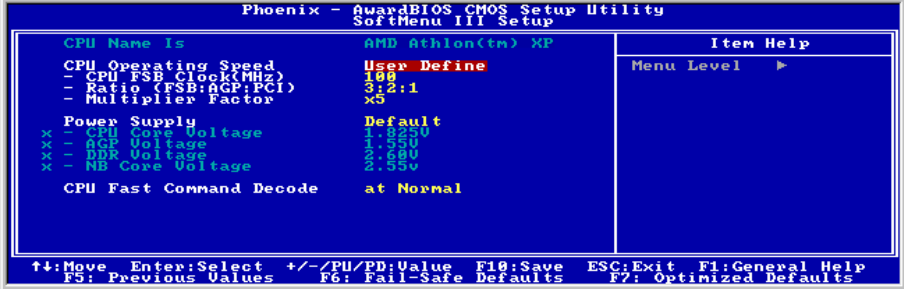 Phoenix - AwardBIOS CMOS Setup Utility
SoftMenu III Setup
CPU Name Is AMD Athlon(tm) XP
CPU Operating Speed User Define
- CPU FSB Clock(MHz) 100
- Ratio (FSB:AGP:PCI) 3:2:1
- Multiplier Factor x5
Power Supply Default
x - CPU Core Voltage 1.825V
x - AGP Voltage 1.55V
x - DDR Voltage 2.60V
x - NB Core Voltage 2.55v
CPU Fast Command Decode at Normal
Item Help
Menu Level ►
↑↓:Move Enter:Select +/-/PU/PD:Value F10:Save ESC:Exit F1:General Help
F5: Previous Values F6: Fail-Safe Defaults F7: Optimized Defaults